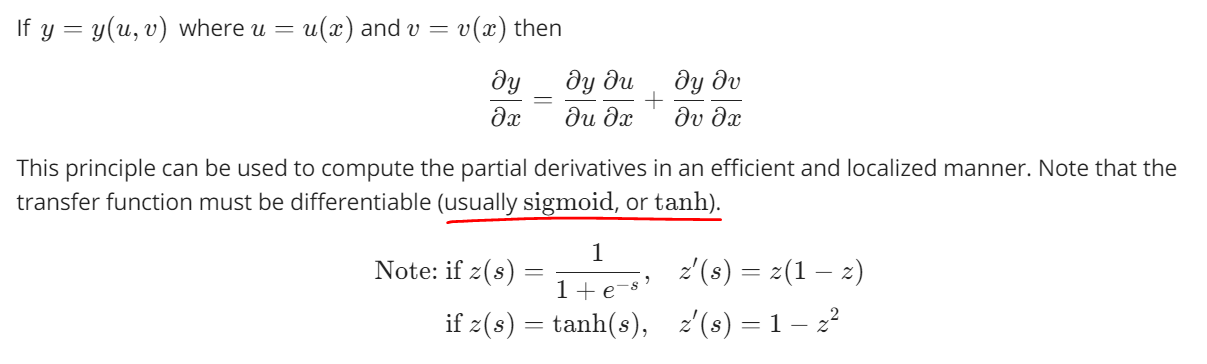 If y = y(u, v) where u = u(x) and v = v(x) then
∂y/∂x = ∂y/∂u ∂u/∂x + ∂y/∂v ∂v/∂x
This principle can be used to compute the partial derivatives in an efficient and localized manner. Note that the
transfer function must be differentiable (usually sigmoid, or tanh).
Note: if z(s) = 1/(1 + e⁻ˢ), z′(s) = z(1 − z)
if z(s) = tanh(s), z′(s) = 1 − z²